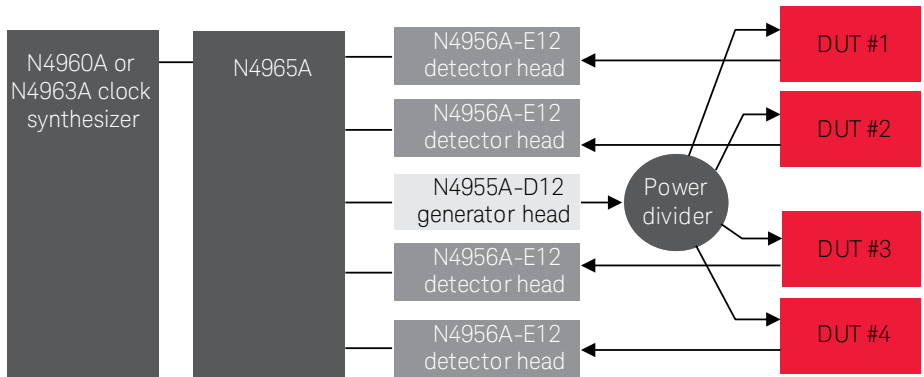 N4960A or
N4963A clock
synthesizer
N4965A
N4956A-E12
detector head
N4956A-E12
detector head
N4955A-D12
generator head
N4956A-E12
detector head
N4956A-E12
detector head
Power
divider
DUT #1
DUT #2
DUT #3
DUT #4